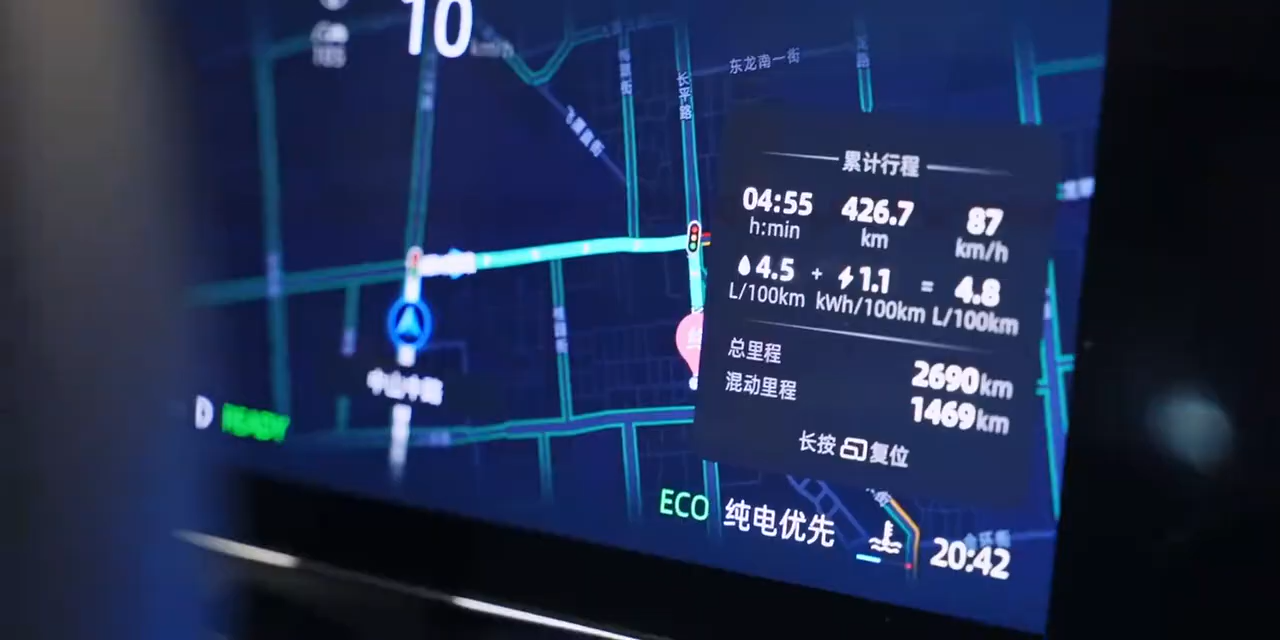 10
km/h
东龙南一街
长平路
累计行程
04:55 426.7 87
h:min km km/h
4.5 + 1.1 = 4.8
L/100km kWh/100km L/100km
总里程 2690km
混动里程 1469km
长按 复位
中山中路
D READY
ECO 纯电优先
20:42